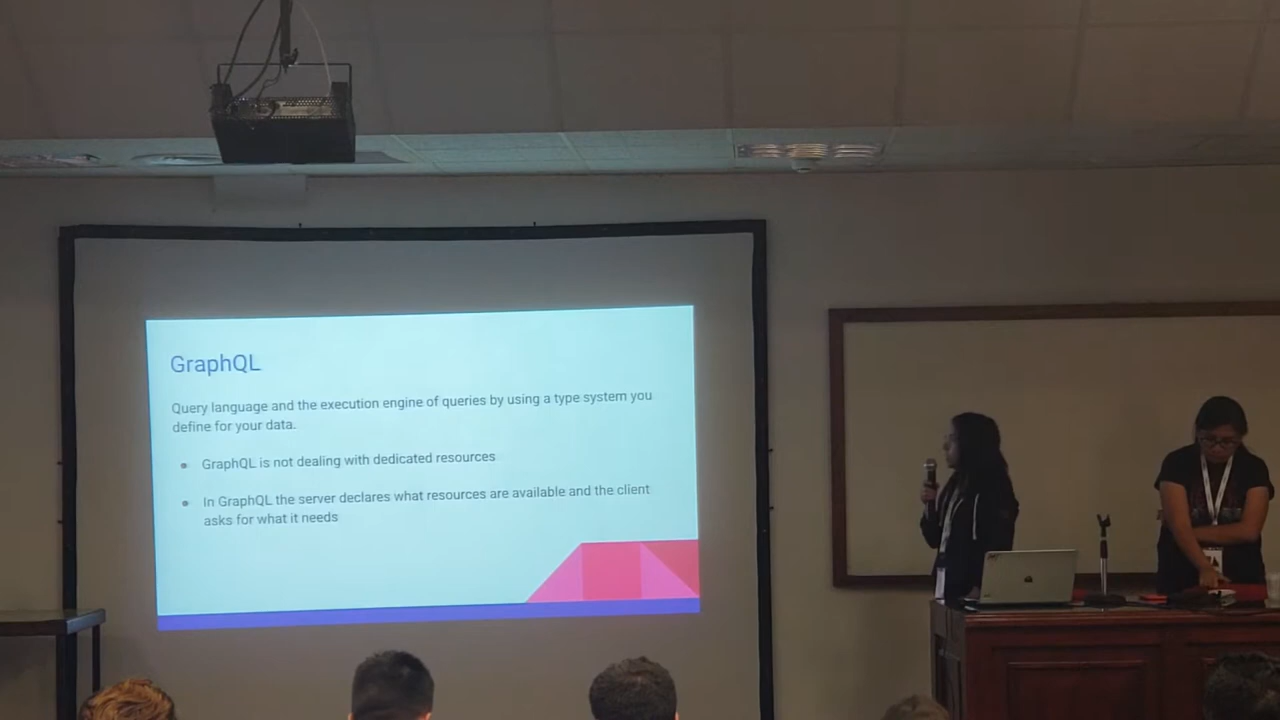 GraphQL
Query language and the execution engine of queries by using a type system you
define for your data.
GraphQL is not dealing with dedicated resources
In GraphQL the server declares what resources are available and the client
asks for what it needs